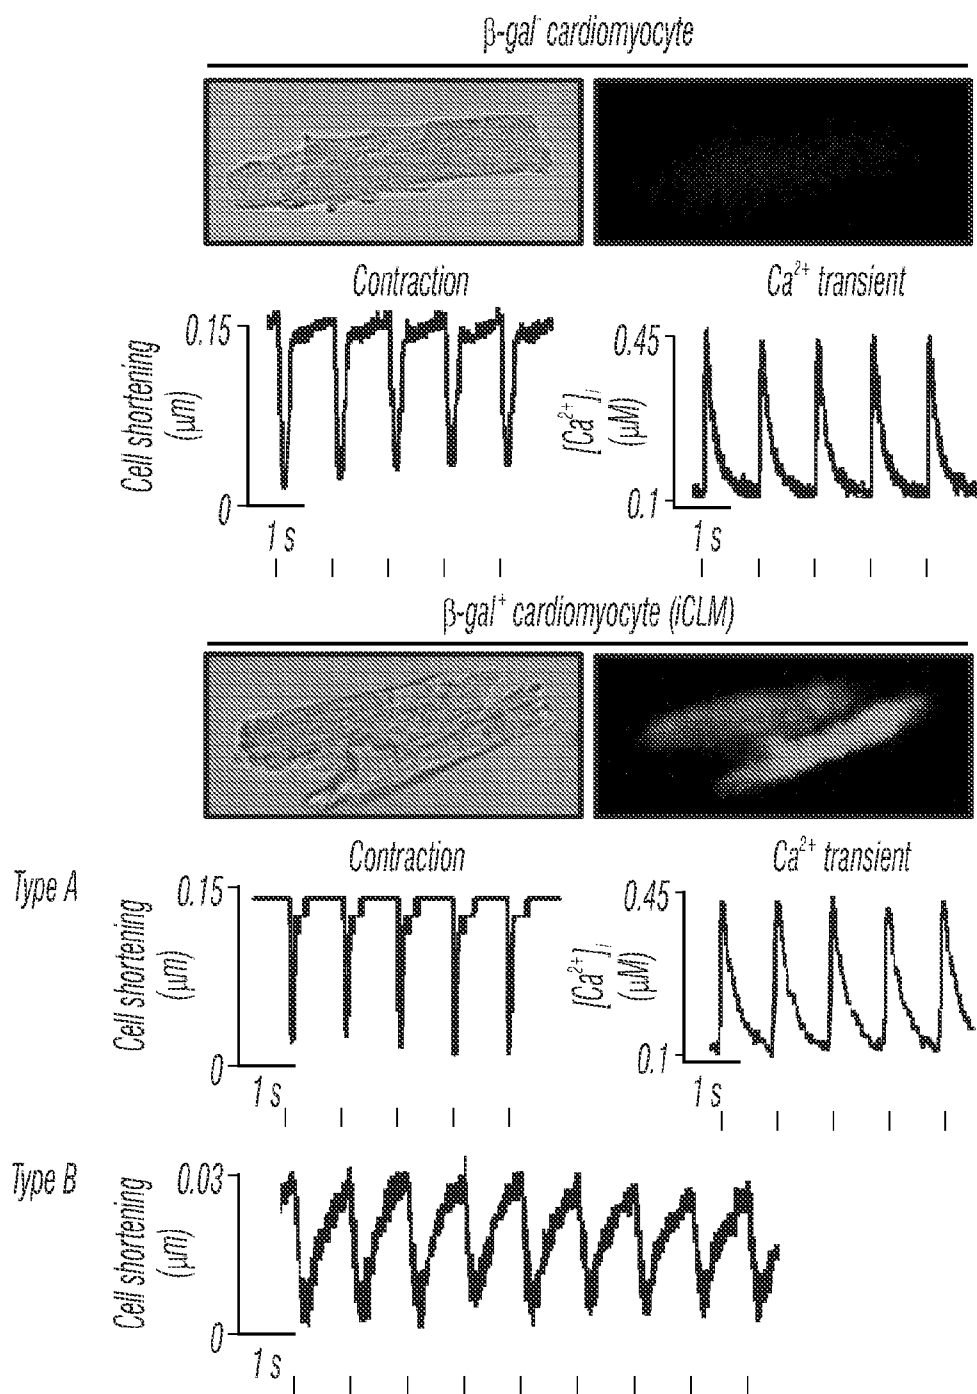 β-gal⁻ cardiomyocyte
Contraction
Ca²⁺ transient
0.15
Cell shortening
(μm)
0
1 s
0.45
[Ca²⁺]ᵢ
(μM)
0.1
1 s
β-gal⁺ cardiomyocyte (iCLM)
Contraction
Ca²⁺ transient
Type A
0.15
Cell shortening
(μm)
0
1 s
0.45
[Ca²⁺]ᵢ
(μM)
0.1
1 s
Type B
0.03
Cell shortening
(μm)
0
1 s